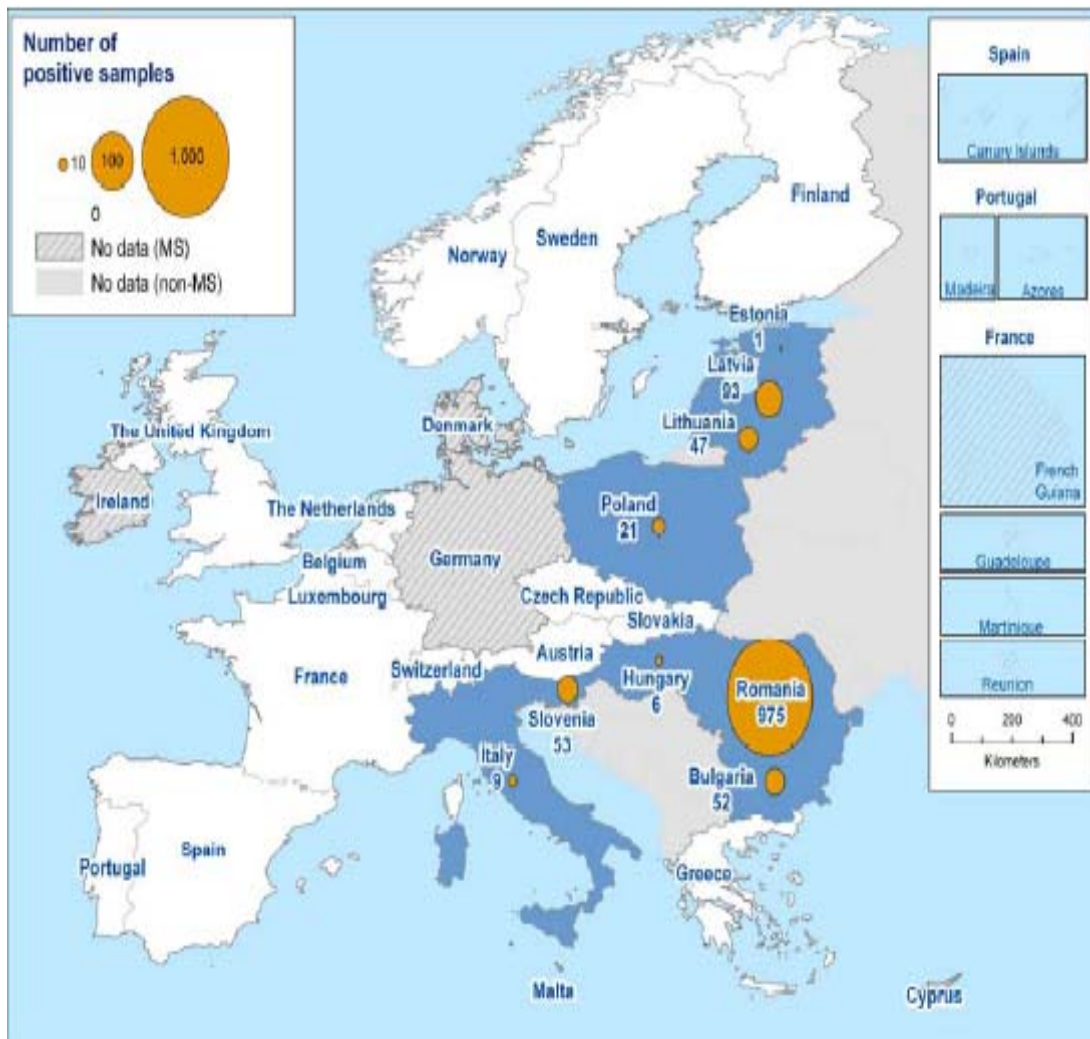 Number of
positive samples
10
100
1.000
0
No data (MS)
No data (non-MS)
Spain
Canary Islands
Portugal
Madeira
Azores
France
French
Guiana
Guadeloupe
Martinique
Reunion
0 200 400
Kilometers
Finland
Norway
Sweden
Estonia
1
Latvia
93
Lithuania
47
Denmark
The United Kingdom
Ireland
The Netherlands
Poland
21
Belgium
Germany
Luxembourg
Czech Republic
Slovakia
Austria
France
Switzerland
Hungary
6
Romania
975
Slovenia
53
Italy
9
Bulgaria
52
Portugal
Spain
Greece
Malta
Cyprus